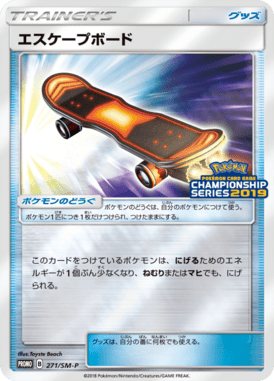 TRAINER'S
グッズ
エスケープボード
Pokémon
POKÉMON CARD GAME
CHAMPIONSHIP
SERIES 2019
ポケモンのどうぐ
ポケモンのどうぐは、自分のポケモンにつけて使う。
ポケモン1匹につき1枚だけつけられ、つけたままにする。
このカードをつけているポケモンは、にげるためのエネ
ルギーが1個ぶん少なくなり、ねむりまたはマヒでも、にげ
られる。
Illus. Toyste Beach
PROMO
271/SM-P
グッズは、自分の番に何枚でも使える。
©2018 Pokémon/Nintendo/Creatures/GAME FREAK.